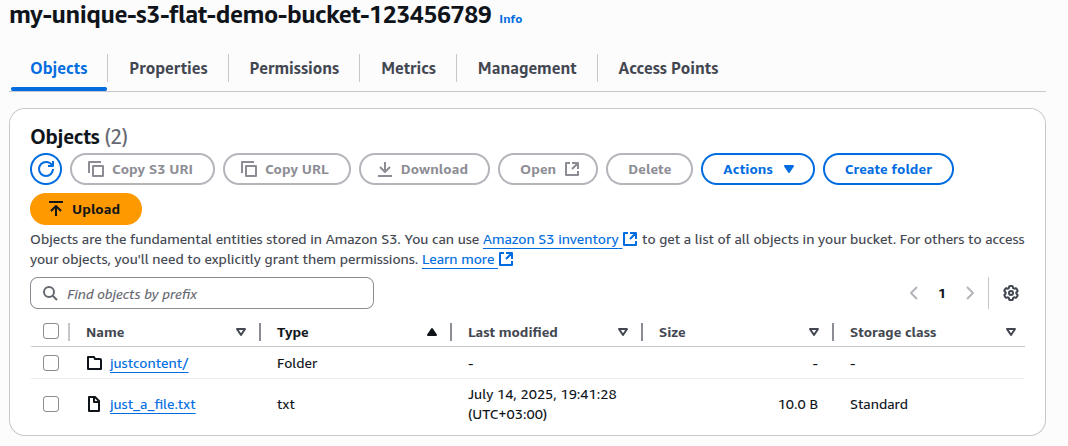 my-unique-s3-flat-demo-bucket-123456789 Info
Objects Properties Permissions Metrics Management Access Points
Objects (2)
Copy S3 URI Copy URL Download Open Delete Actions Create folder
Upload
Objects are the fundamental entities stored in Amazon S3. You can use Amazon S3 inventory to get a list of all objects in your bucket. For others to access
your objects, you'll need to explicitly grant them permissions. Learn more
Find objects by prefix 1
Name Type Last modified Size Storage class
justcontent/ Folder - - -
just_a_file.txt txt July 14, 2025, 19:41:28 (UTC+03:00) 10.0 B Standard